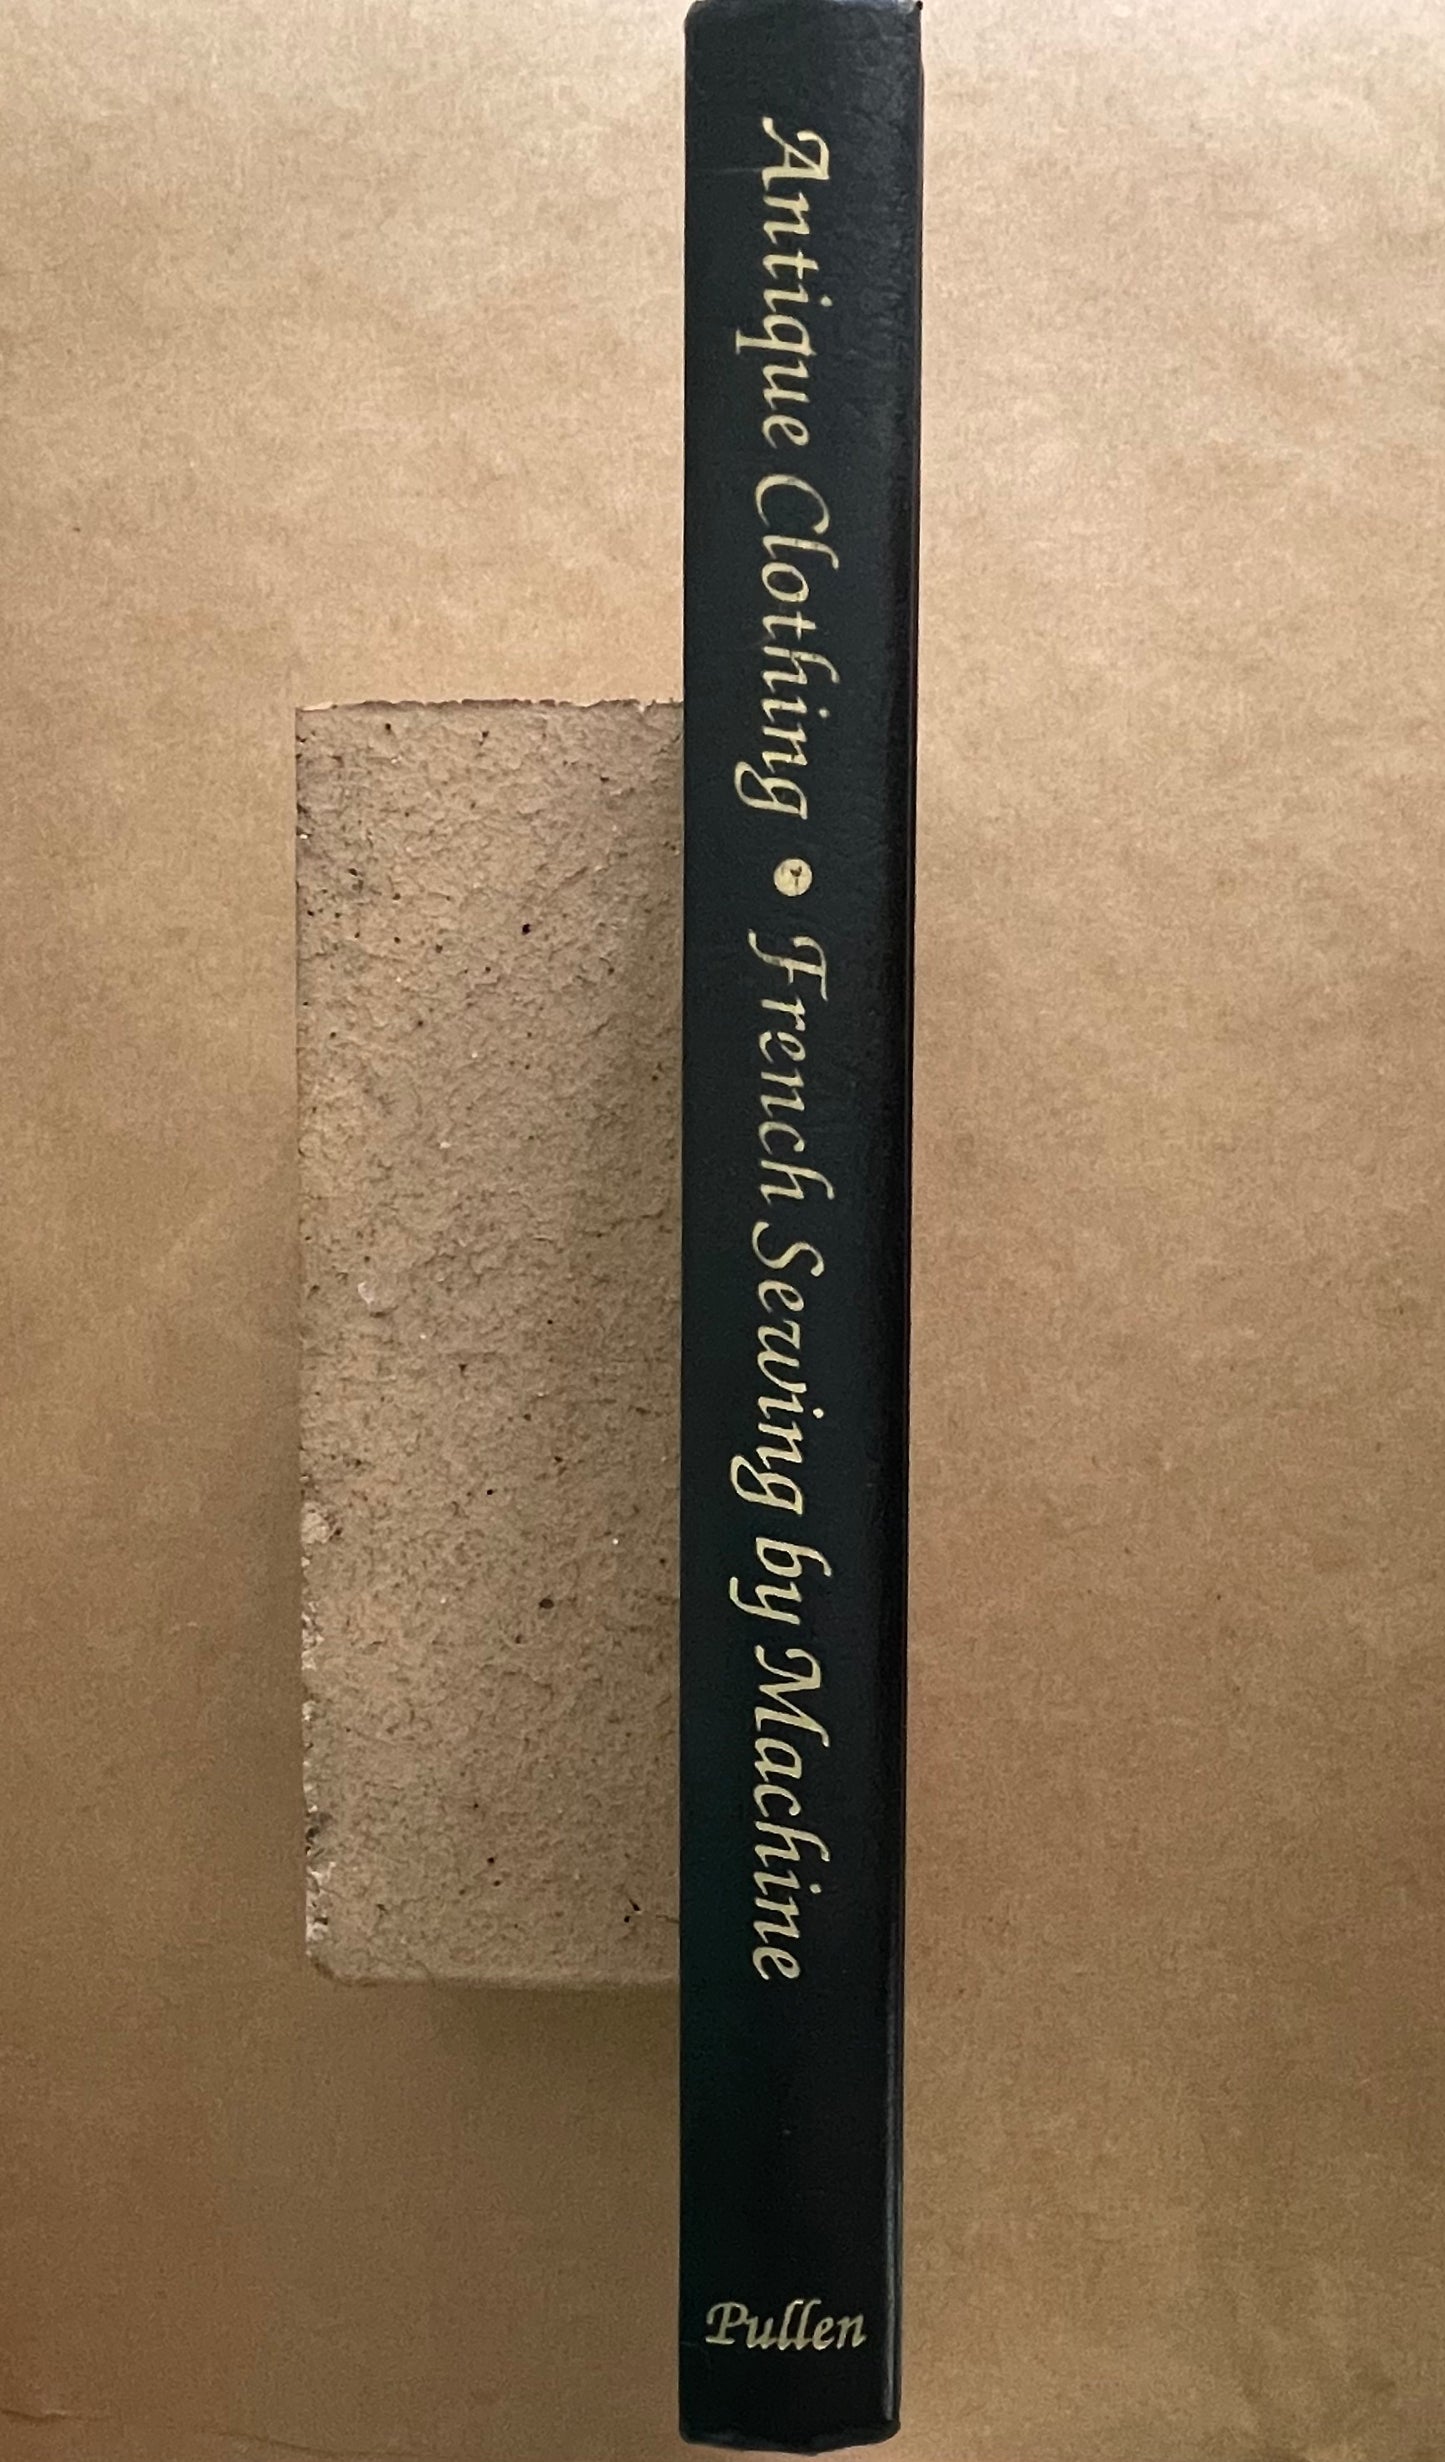 Antique Clothing • French Sewing by Machine
Pullen